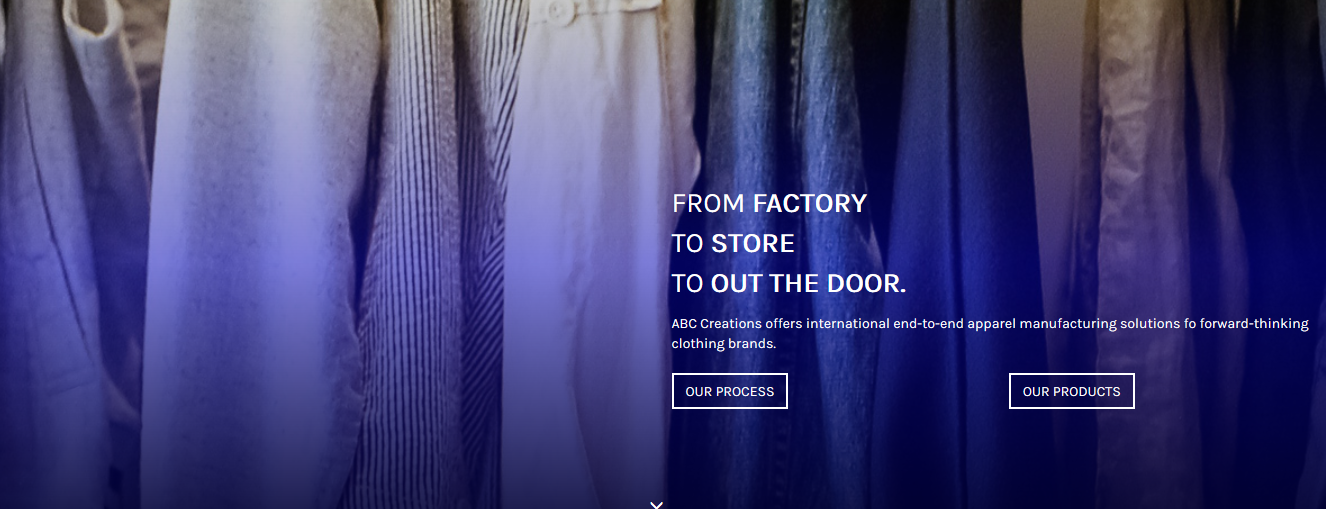 FROM FACTORY
TO STORE
TO OUT THE DOOR.
ABC Creations offers international end-to-end apparel manufacturing solutions fo forward-thinking
clothing brands.
OUR PROCESS
OUR PRODUCTS